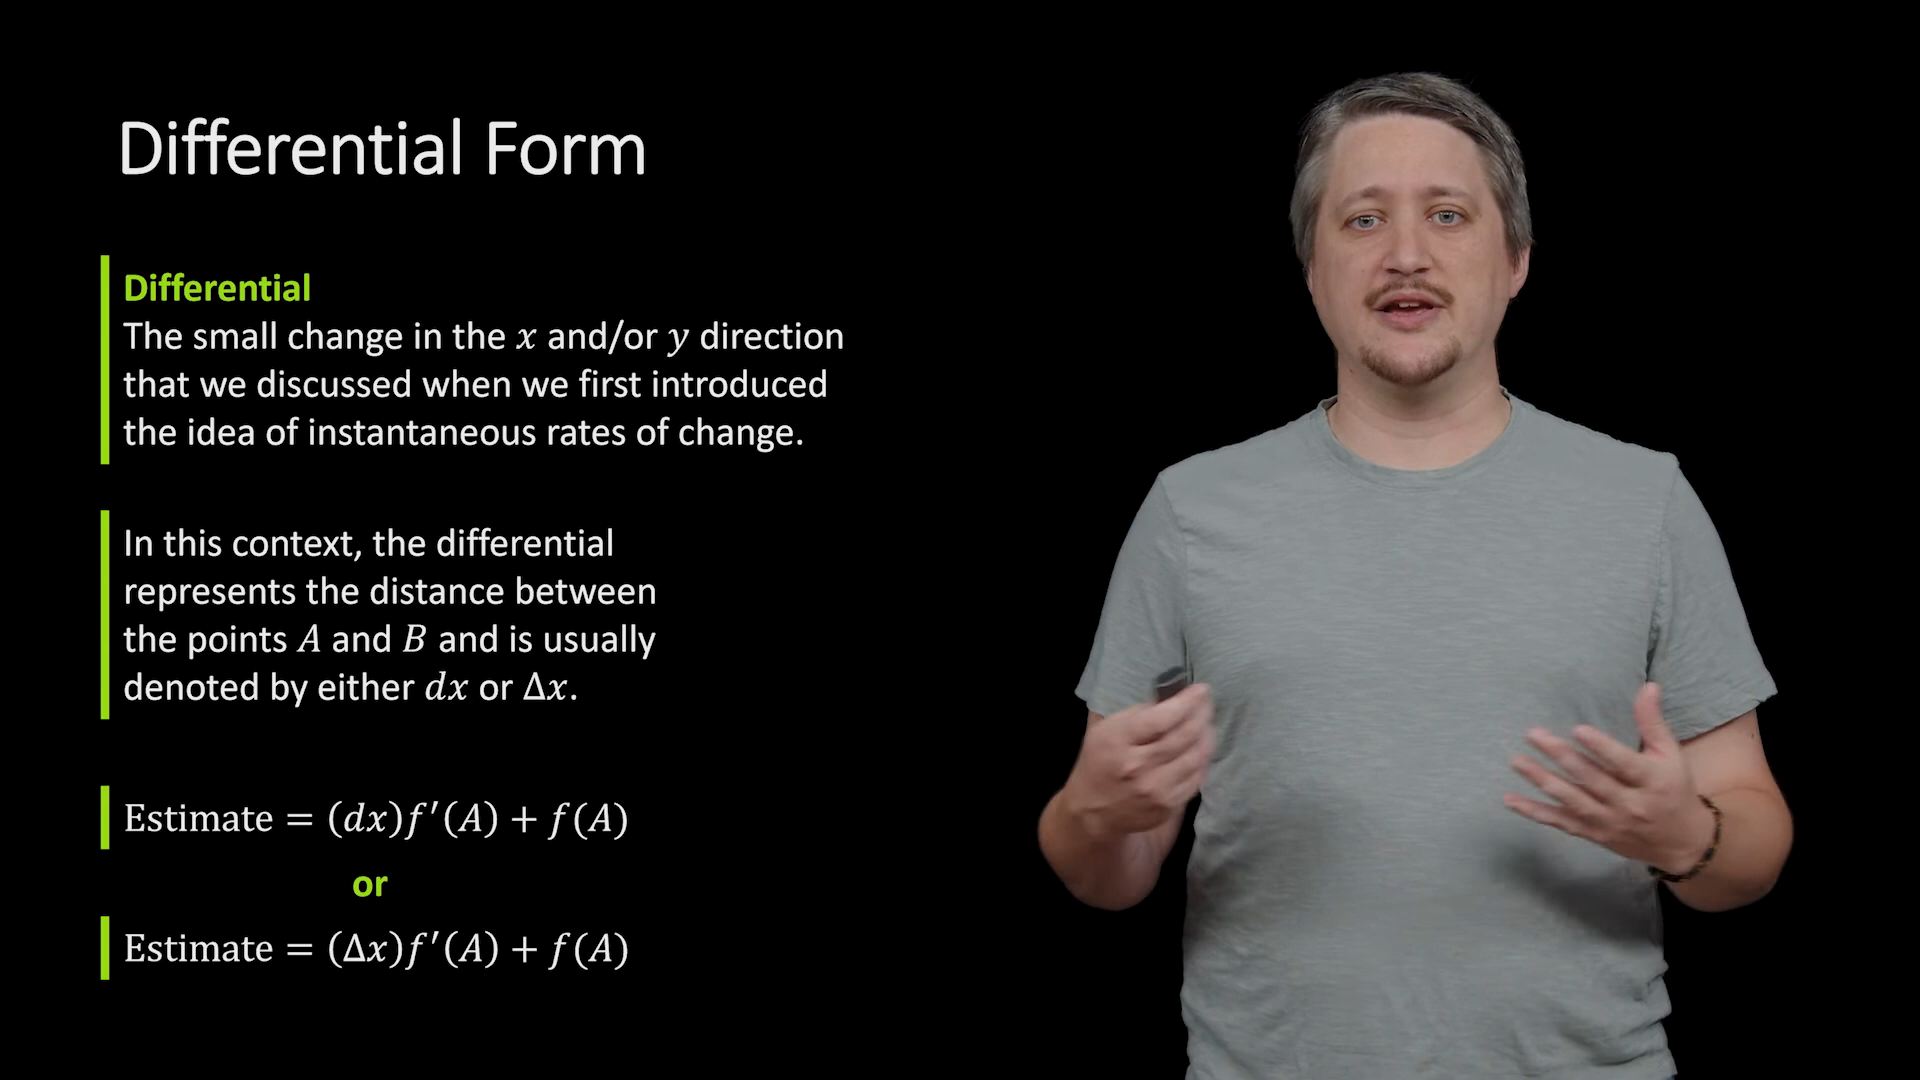 Differential Form
Differential
The small change in the x and/or y direction
that we discussed when we first introduced
the idea of instantaneous rates of change.
In this context, the differential
represents the distance between
the points A and B and is usually
denoted by either dx or Δx.
Estimate = (dx)f′(A) + f(A)
or
Estimate = (Δx)f′(A) + f(A)